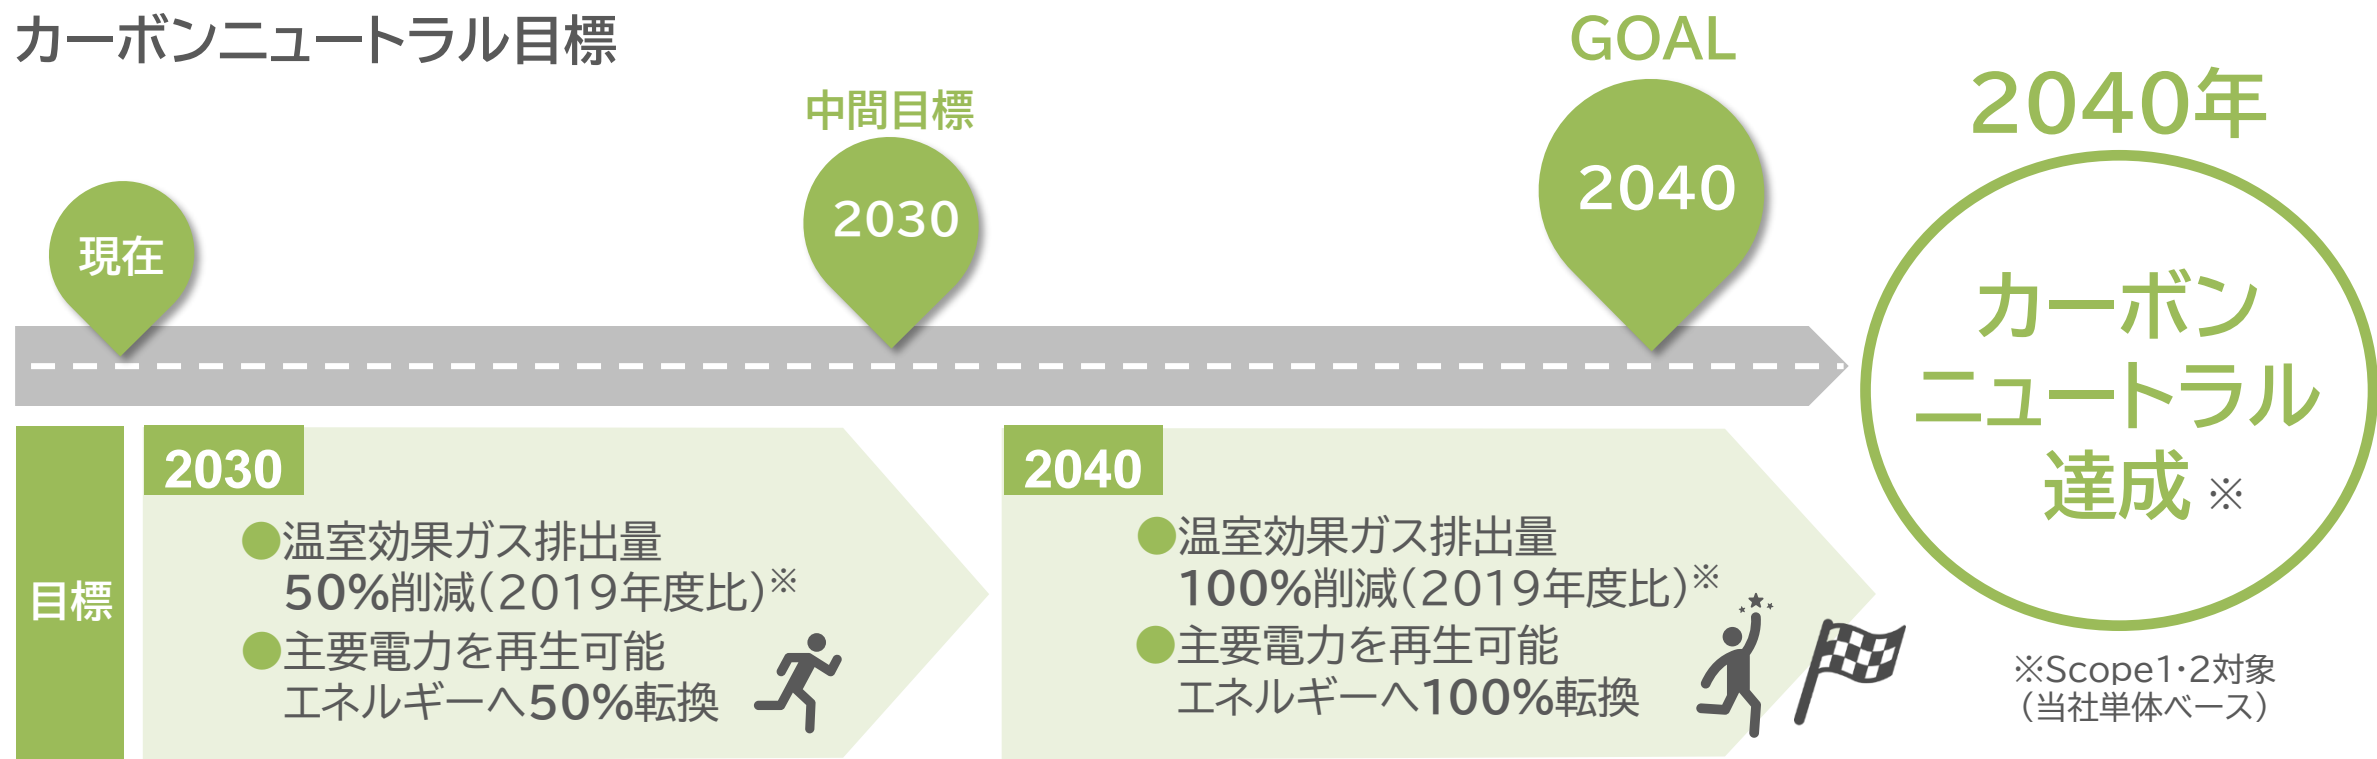 カーボンニュートラル目標
現在
中間目標
2030
GOAL
2040
2040年
カーボン
ニュートラル
達成※
※Scope1・2対象
（当社単体ベース）
目標
2030
●温室効果ガス排出量
50%削減（2019年度比）※
●主要電力を再生可能
エネルギーへ50%転換
2040
●温室効果ガス排出量
100%削減（2019年度比）※
●主要電力を再生可能
エネルギーへ100%転換